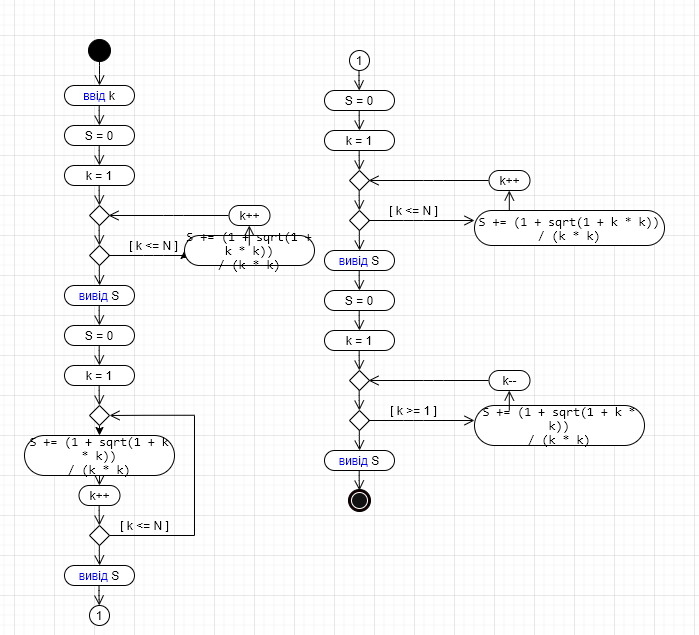 ввід k
S = 0
k = 1
k++
[ k <= N ]
S += (1 + sqrt(1 +
k * k))
/ (k * k)
вивід S
S = 0
k = 1
S += (1 + sqrt(1 + k
* k))
/ (k * k)
k++
[ k <= N ]
вивід S
1
1
S = 0
k = 1
k++
[ k <= N ]
S += (1 + sqrt(1 + k * k))
/ (k * k)
вивід S
S = 0
k = 1
k--
[ k >= 1 ]
S += (1 + sqrt(1 + k *
k))
/ (k * k)
вивід S